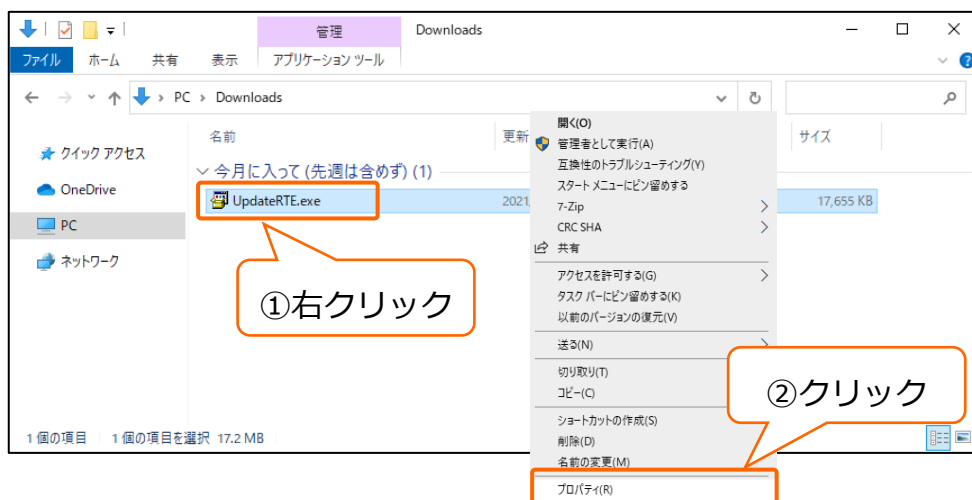 管理
Downloads
ファイル
ホーム
共有
表示
アプリケーション ツール
PC
Downloads
名前
更新
サイズ
クイック アクセス
OneDrive
PC
ネットワーク
今月に入って (先週は含めず) (1)
UpdateRTE.exe
2021
17,655 KB
①右クリック
開く(O)
管理者として実行(A)
互換性のトラブルシューティング(Y)
スタート メニューにピン留めする
7-Zip
CRC SHA
共有
アクセスを許可する(G)
タスク バーにピン留めする(K)
以前のバージョンの復元(V)
送る(N)
切り取り(T)
コピー(C)
ショートカットの作成(S)
削除(D)
名前の変更(M)
プロパティ(R)
②クリック
1 個の項目
1 個の項目を選択 17.2 MB